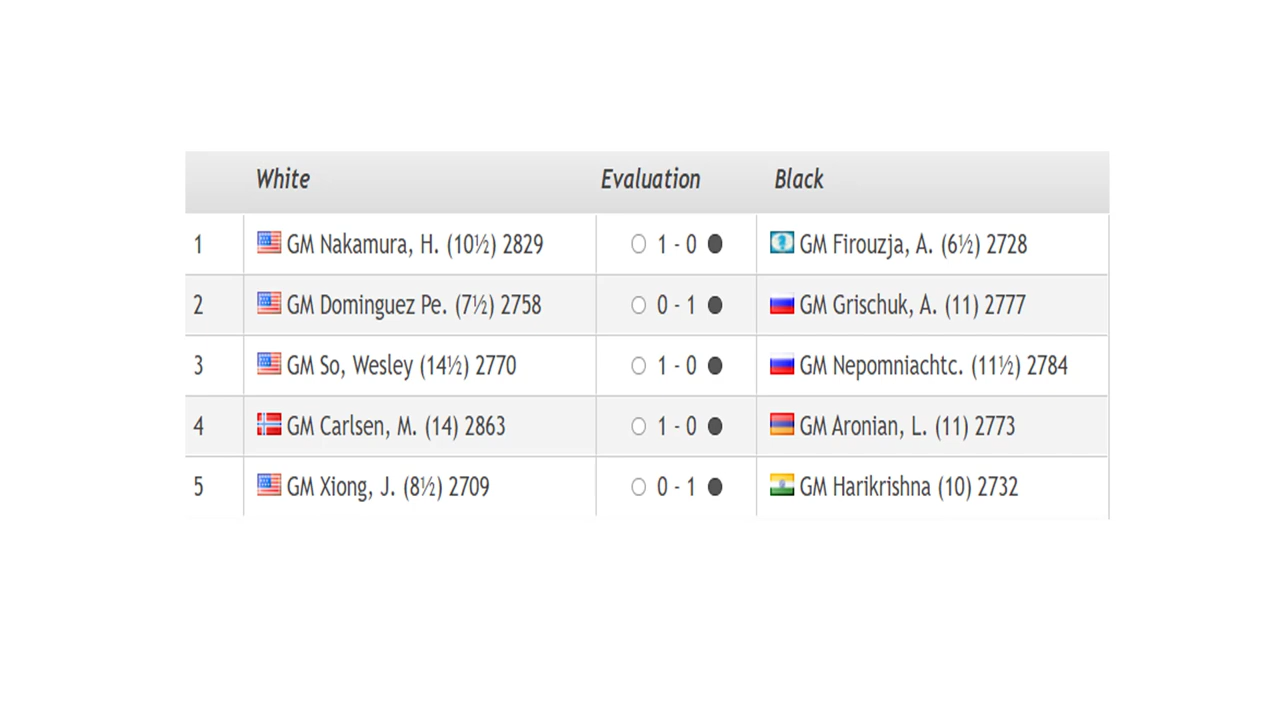 White Evaluation Black
1 GM Nakamura, H. (10½) 2829 1 - 0 GM Firouzja, A. (6½) 2728
2 GM Dominguez Pe. (7½) 2758 0 - 1 GM Grischuk, A. (11) 2777
3 GM So, Wesley (14½) 2770 1 - 0 GM Nepomniachtc. (11½) 2784
4 GM Carlsen, M. (14) 2863 1 - 0 GM Aronian, L. (11) 2773
5 GM Xiong, J. (8½) 2709 0 - 1 GM Harikrishna (10) 2732